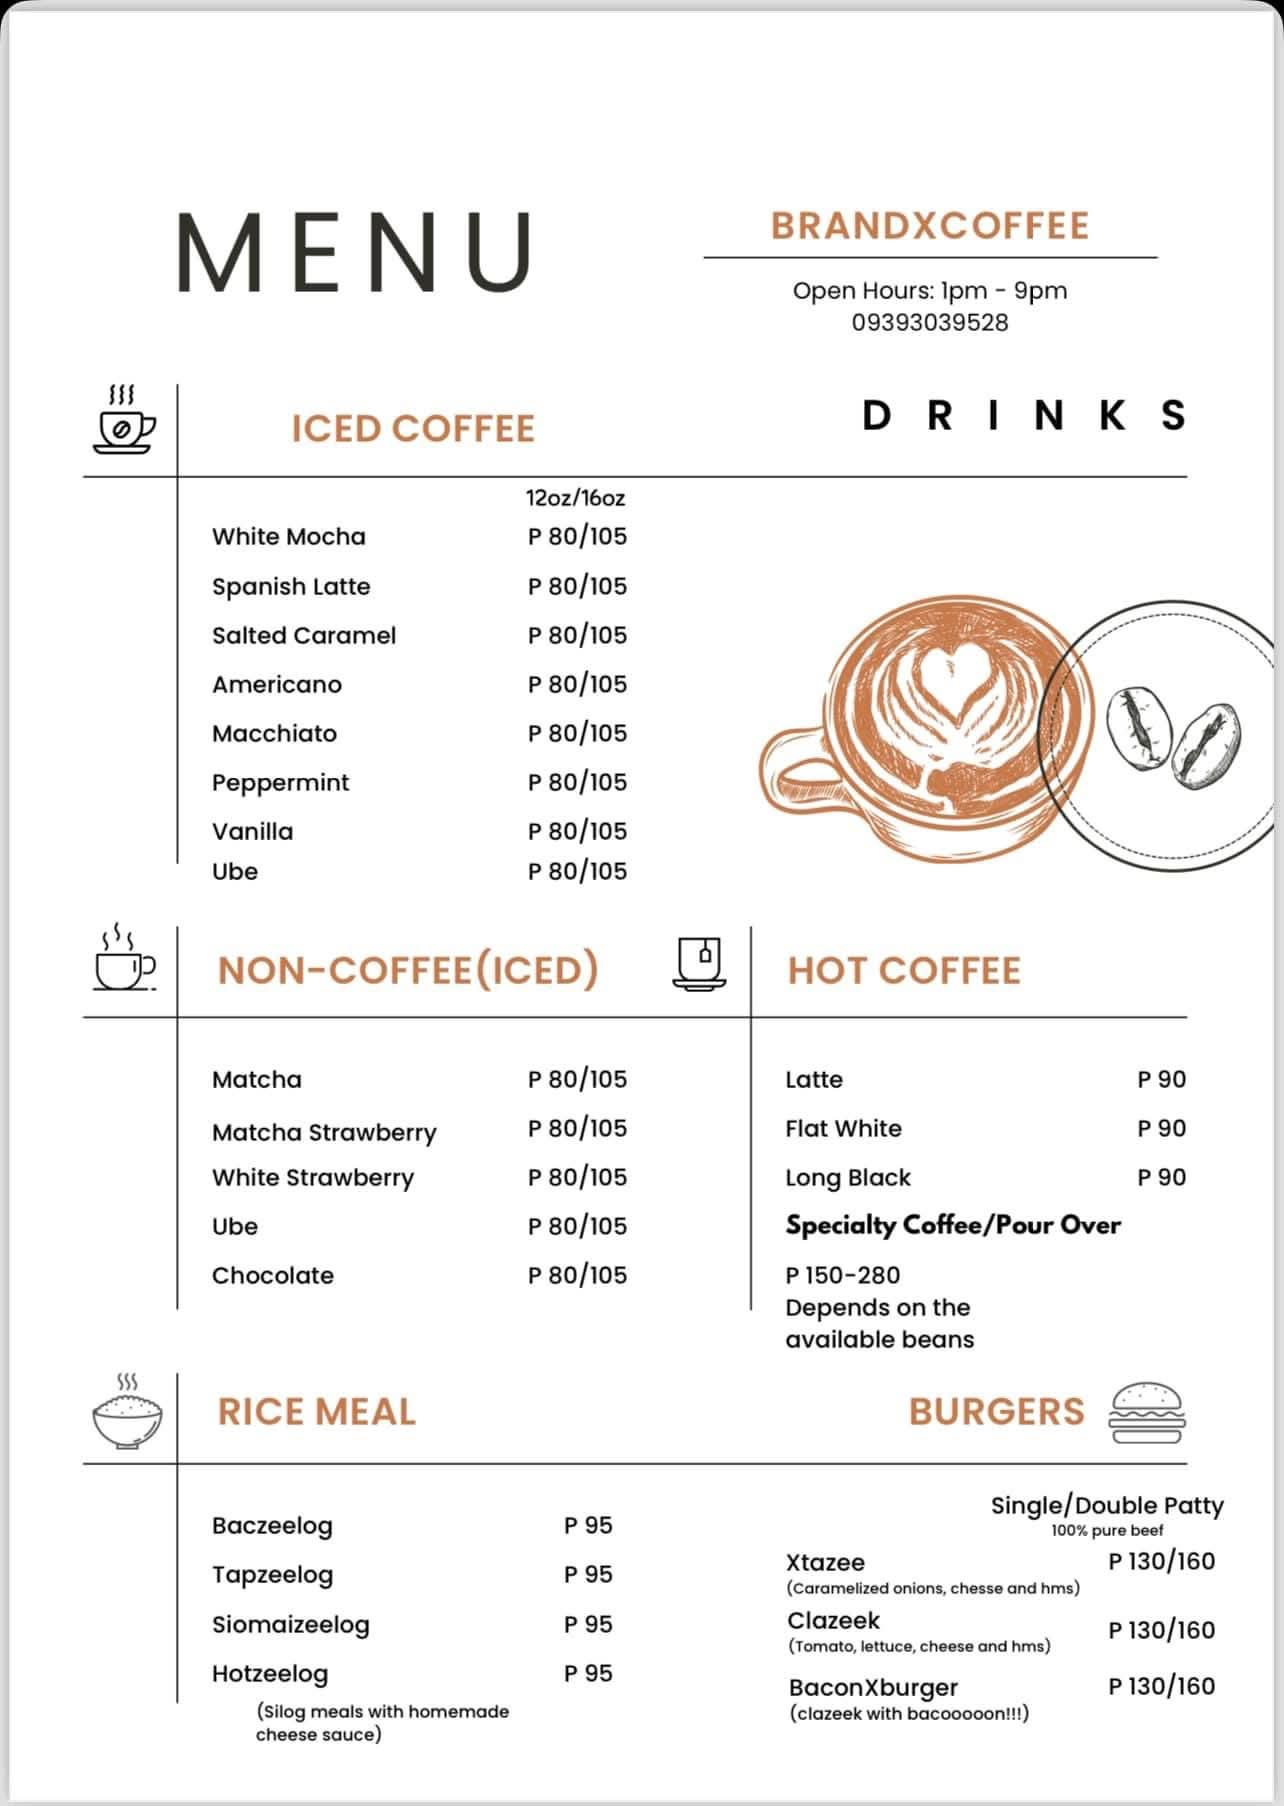 MENU
BRANDXCOFFEE
Open Hours: 1pm - 9pm
09393039528
ICED COFFEE
DRINKS
12oz/16oz
White Mocha P 80/105
Spanish Latte P 80/105
Salted Caramel P 80/105
Americano P 80/105
Macchiato P 80/105
Peppermint P 80/105
Vanilla P 80/105
Ube P 80/105
NON-COFFEE(ICED)
Matcha P 80/105
Matcha Strawberry P 80/105
White Strawberry P 80/105
Ube P 80/105
Chocolate P 80/105
HOT COFFEE
Latte P 90
Flat White P 90
Long Black P 90
Specialty Coffee/Pour Over
P 150-280
Depends on the
available beans
RICE MEAL
Baczeelog P 95
Tapzeelog P 95
Siomaizeelog P 95
Hotzeelog P 95
(Silog meals with homemade
cheese sauce)
BURGERS
Single/Double Patty
100% pure beef
Xtazee P 130/160
(Caramelized onions, chesse and hms)
Clazeek P 130/160
(Tomato, lettuce, cheese and hms)
BaconXburger P 130/160
(clazeek with bacooooon!!!)